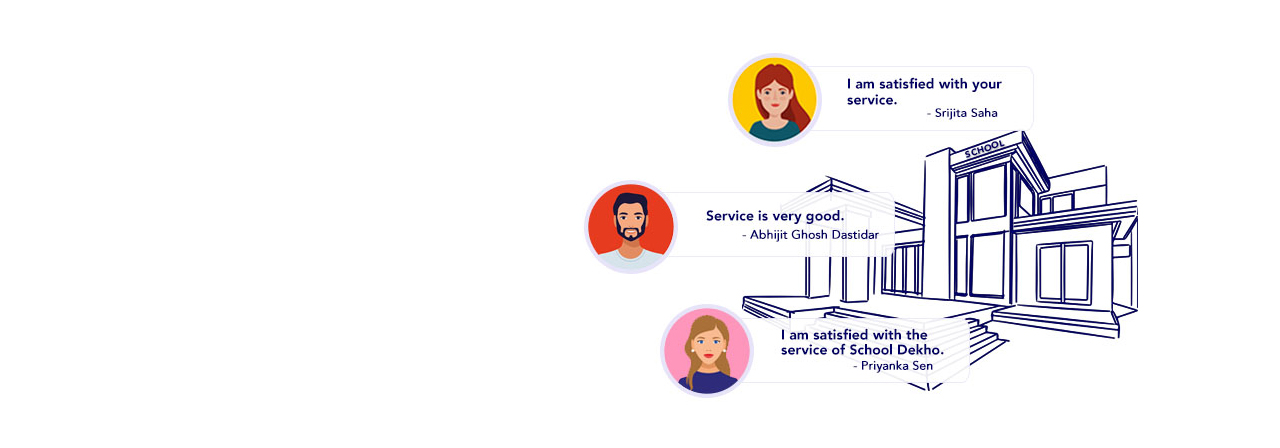 I am satisfied with your
service.
- Srijita Saha
SCHOOL
Service is very good.
- Abhijit Ghosh Dastidar
I am satisfied with the
service of School Dekho.
- Priyanka Sen